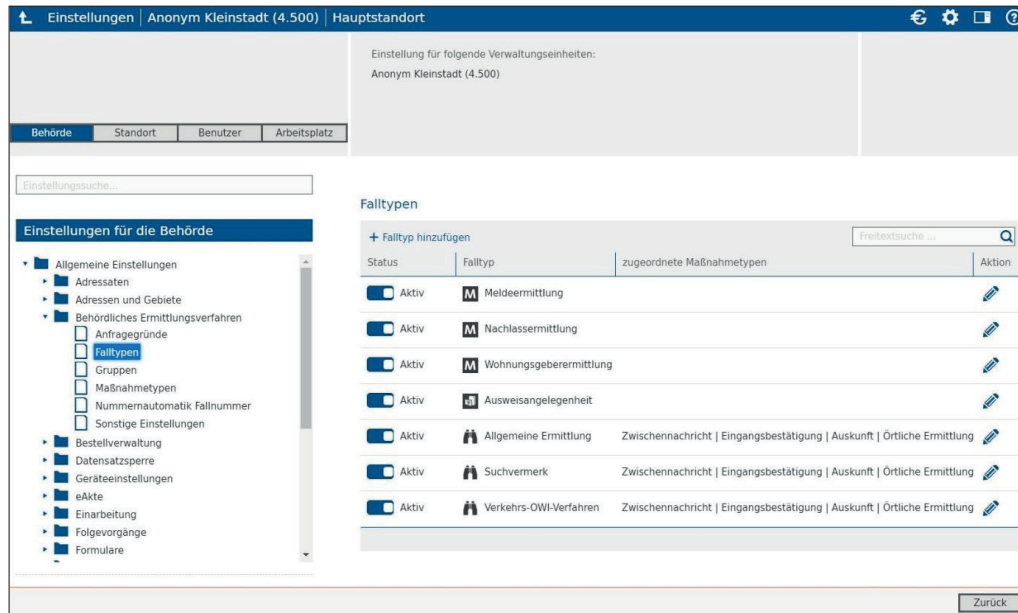 Einstellungen | Anonym Kleinstadt (4.500) | Hauptstandort
Einstellung für folgende Verwaltungseinheiten:
Anonym Kleinstadt (4.500)
Behörde Standort Benutzer Arbeitsplatz
Einstellungssuche...
Einstellungen für die Behörde
Allgemeine Einstellungen
Adressaten
Adressen und Gebiete
Behördliches Ermittlungsverfahren
Anfragegründe
Falltypen
Gruppen
Maßnahmetypen
Nummernautomatik Fallnummer
Sonstige Einstellungen
Bestellverwaltung
Datensatzsperre
Geräteeinstellungen
eAkte
Einarbeitung
Folgevorgänge
Formulare
Falltypen
+ Falltyp hinzufügen Freitextsuche ...
Status Falltyp zugeordnete Maßnahmetypen Aktion
Aktiv M Meldeermittlung
Aktiv M Nachlassermittlung
Aktiv M Wohnungsgeberermittlung
Aktiv Ausweisangelegenheit
Aktiv Allgemeine Ermittlung Zwischennachricht | Eingangsbestätigung | Auskunft | Örtliche Ermittlung
Aktiv Suchvermerk Zwischennachricht | Eingangsbestätigung | Auskunft | Örtliche Ermittlung
Aktiv Verkehrs-OWI-Verfahren Zwischennachricht | Eingangsbestätigung | Auskunft | Örtliche Ermittlung
Zurück